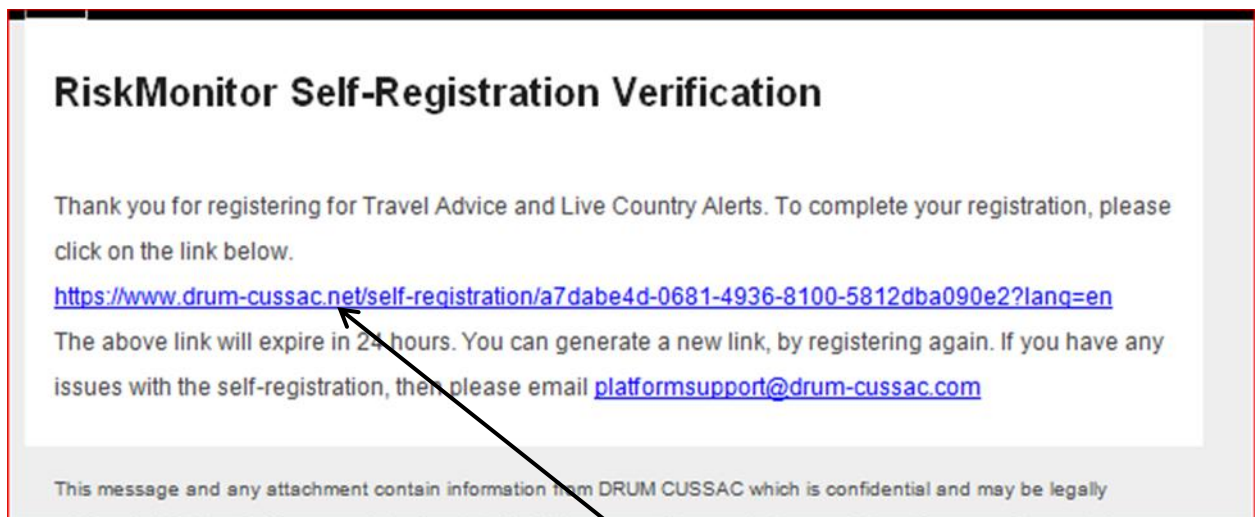 RiskMonitor Self-Registration Verification
Thank you for registering for Travel Advice and Live Country Alerts. To complete your registration, please
click on the link below.
https://www.drum-cussac.net/self-registration/a7dabe4d-0681-4936-8100-5812dba090e2?lang=en
The above link will expire in 24 hours. You can generate a new link, by registering again. If you have any
issues with the self-registration, then please email platformsupport@drum-cussac.com
This message and any attachment contain information from DRUM CUSSAC which is confidential and may be legally